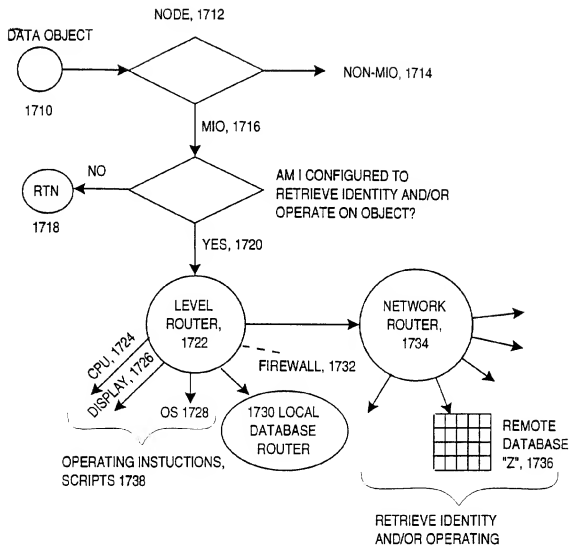 NODE, 1712
DATA OBJECT
NON-MIO, 1714
1710
MIO, 1716
NO
AM I CONFIGURED TO
RETRIEVE IDENTITY AND/OR
OPERATE ON OBJECT?
RTN
1718
YES, 1720
LEVEL
ROUTER,
1722
NETWORK
ROUTER,
1734
CPU, 1724
DISPLAY, 1726
FIREWALL, 1732
OS 1728
1730 LOCAL
DATABASE
ROUTER
REMOTE
DATABASE
"Z", 1736
OPERATING INSTUCTIONS,
SCRIPTS 1738
RETRIEVE IDENTITY
AND/OR OPERATING